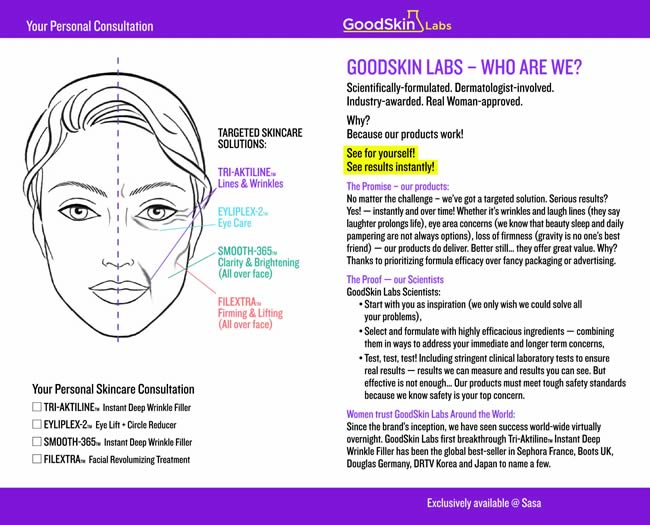 Your Personal Consultation
TARGETED SKINCARE
SOLUTIONS:
TRI-AKTILINE™
Lines & Wrinkles
EYLIPLEX-2™
Eye Care
SMOOTH-365™
Clarity & Brightening
(All over face)
FILEXTRA™
Firming & Lifting
(All over face)
Your Personal Skincare Consultation
TRI-AKTILINE™ Instant Deep Wrinkle Filler
EYLIPLEX-2™ Eye Lift + Circle Reducer
SMOOTH-365™ Instant Deep Wrinkle Filler
FILEXTRA™ Facial Revolumizing Treatment
GoodSkin Labs
GOODSKIN LABS – WHO ARE WE?
Scientifically-formulated. Dermatologist-involved.
Industry-awarded. Real Woman-approved.
Why?
Because our products work!
See for yourself!
See results instantly!
The Promise – our products:
No matter the challenge – we've got a targeted solution. Serious results?
Yes! — instantly and over time! Whether it's wrinkles and laugh lines (they say
laughter prolongs life), eye area concerns (we know that beauty sleep and daily
pampering are not always options), loss of firmness (gravity is no one's best
friend) — our products do deliver. Better still... they offer great value. Why?
Thanks to prioritizing formula efficacy over fancy packaging or advertising.
The Proof — our Scientists
GoodSkin Labs Scientists:
• Start with you as inspiration (we only wish we could solve all
your problems),
• Select and formulate with highly efficacious ingredients — combining
them in ways to address your immediate and longer term concerns,
• Test, test, test! Including stringent clinical laboratory tests to ensure
real results — results we can measure and results you can see. But
effective is not enough... Our products must meet tough safety standards
because we know safety is your top concern.
Women trust GoodSkin Labs Around the World:
Since the brand's inception, we have seen success world-wide virtually
overnight. GoodSkin Labs first breakthrough Tri-Aktiline™ Instant Deep
Wrinkle Filler has been the global best-seller in Sephora France, Boots UK,
Douglas Germany, DRTV Korea and Japan to name a few.
Exclusively available @ Sasa